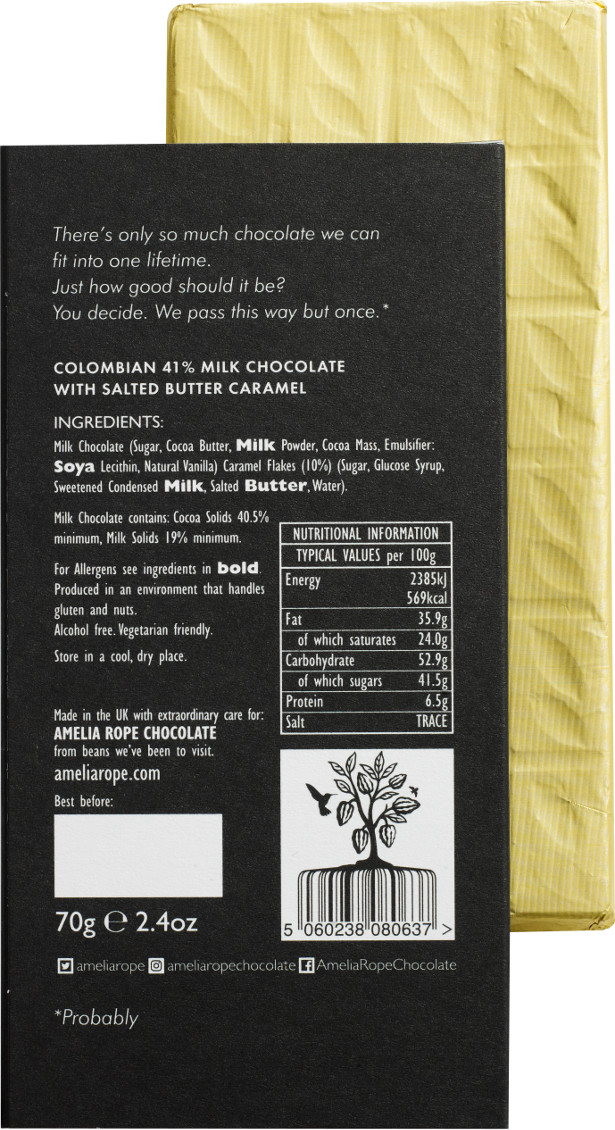 There's only so much chocolate we can
fit into one lifetime.
Just how good should it be?
You decide. We pass this way but once.*
COLOMBIAN 41% MILK CHOCOLATE
WITH SALTED BUTTER CARAMEL
INGREDIENTS:
Milk Chocolate (Sugar, Cocoa Butter, Milk Powder, Cocoa Mass, Emulsifier:
Soya Lecithin, Natural Vanilla) Caramel Flakes (10%) (Sugar, Glucose Syrup,
Sweetened Condensed Milk, Salted Butter, Water).
Milk Chocolate contains: Cocoa Solids 40.5%
minimum, Milk Solids 19% minimum.
For Allergens see ingredients in bold.
Produced in an environment that handles
gluten and nuts.
Alcohol free. Vegetarian friendly.
Store in a cool, dry place.
NUTRITIONAL INFORMATION
TYPICAL VALUES per 100g
Energy 2385kJ
569kcal
Fat 35.9g
of which saturates 24.0g
Carbohydrate 52.9g
of which sugars 41.5g
Protein 6.5g
Salt TRACE
Made in the UK with extraordinary care for:
AMELIA ROPE CHOCOLATE
from beans we've been to visit.
ameliarope.com
Best before:
70g ℮ 2.4oz
5 060238 080637 >
ameliarope ameliaropechocolate AmeliaRopeChocolate
*Probably